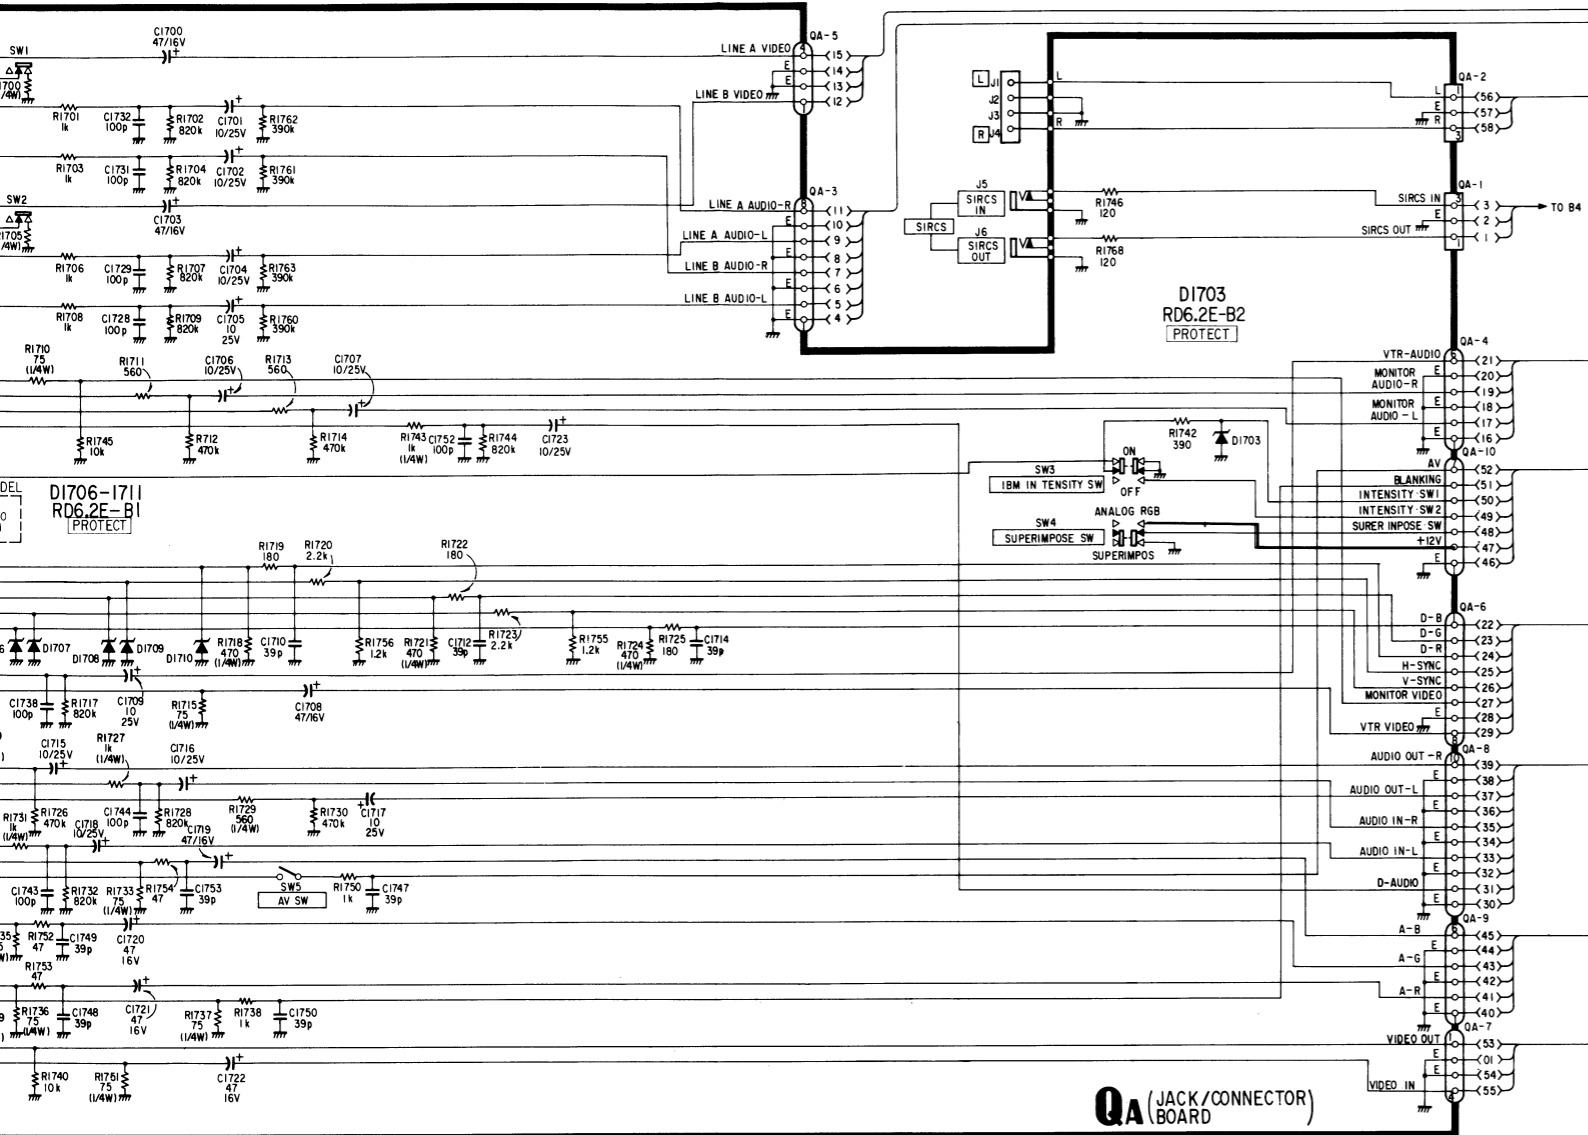 SW1
C1700
47/16V
LINE A VIDEO
QA-5
4
15
E
14
E
13
LINE B VIDEO
12
1
1700
/4W)
R1701
1k
C1732
100p
R1702
820k
C1701
10/25V
R1762
390k
R1703
1k
C1731
100p
R1704
820k
C1702
10/25V
R1761
390k
SW2
C1703
47/16V
1705
/4W)
R1706
1k
C1729
100p
R1707
820k
C1704
10/25V
R1763
390k
R1708
1k
C1728
100p
R1709
820k
C1705
10
25V
R1760
390k
QA-3
8
LINE A AUDIO-R
11
E
10
LINE A AUDIO-L
9
E
8
LINE B AUDIO-R
7
E
6
LINE B AUDIO-L
5
E
4
L
J1
J2
J3
R
J4
L
R
QA-2
1
L
56
E
57
R
58
3
J5
SIRCS
IN
SIRCS
J6
SIRCS
OUT
R1746
120
R1768
120
QA-1
3
SIRCS IN
3
E
2
SIRCS OUT
1
1
TO B4
D1703
RD6.2E-B2
PROTECT
R1710
75
(1/4W)
R1711
560
C1706
10/25V
R1713
560
C1707
10/25V
R1745
10k
R712
470k
R1714
470k
R1743
1k
(1/4W)
C1752
100p
R1744
820k
C1723
10/25V
QA-4
6
VTR-AUDIO
21
MONITOR
AUDIO-R
E
20
19
MONITOR
AUDIO-L
E
18
17
E
16
R1742
390
D1703
ON
SW3
IBM IN TENSITY SW
OFF
ANALOG RGB
SW4
SUPERIMPOSE SW
SUPERIMPOS
QA-10
7
AV
52
BLANKING
51
INTENSITY·SW1
50
INTENSITY·SW2
49
SURER INPOSE·SW
48
+12V
47
E
46
DEL
D1706-1711
RD6.2E-B1
PROTECT
R1719
180
R1720
2.2k
R1722
180
D1707
D1708
D1709
D1710
R1718
470
(1/4W)
C1710
39p
R1756
1.2k
R1721
470
(1/4W)
C1712
39p
R1723
2.2k
R1755
1.2k
R1724
470
(1/4W)
R1725
180
C1714
39p
QA-6
D-B
22
D-G
23
D-R
24
H-SYNC
25
V-SYNC
26
MONITOR VIDEO
27
E
28
VTR VIDEO
29
8
C1738
100p
R1717
820k
C1709
10
25V
R1715
75
(1/4W)
C1708
47/16V
C1715
10/25V
R1727
1k
(1/4W)
C1716
10/25V
R1731
1k
(1/4W)
R1726
470k
C1718
10/25V
C1744
100p
R1728
820k
C1719
47/16V
R1729
560
(1/4W)
R1730
470k
C1717
10
25V
QA-8
10
AUDIO OUT-R
39
E
38
AUDIO OUT-L
37
E
36
AUDIO IN-R
35
E
34
AUDIO IN-L
33
E
32
D-AUDIO
31
E
30
C1743
100p
R1732
820k
R1733
75
(1/4W)
R1754
47
C1753
39p
SW5
AV SW
R1750
1k
C1747
39p
QA-9
6
A-B
45
E
44
A-G
43
E
42
A-R
41
E
40
R1752
47
C1749
39p
C1720
47
16V
R1753
47
R1736
75
(1/4W)
C1748
39p
C1721
47
16V
R1737
75
(1/4W)
R1738
1k
C1750
39p
R1740
10k
R1751
75
(1/4W)
C1722
47
16V
QA-7
1
VIDEO OUT
53
E
01
E
54
VIDEO IN
55
4
QA (JACK/CONNECTOR)
BOARD